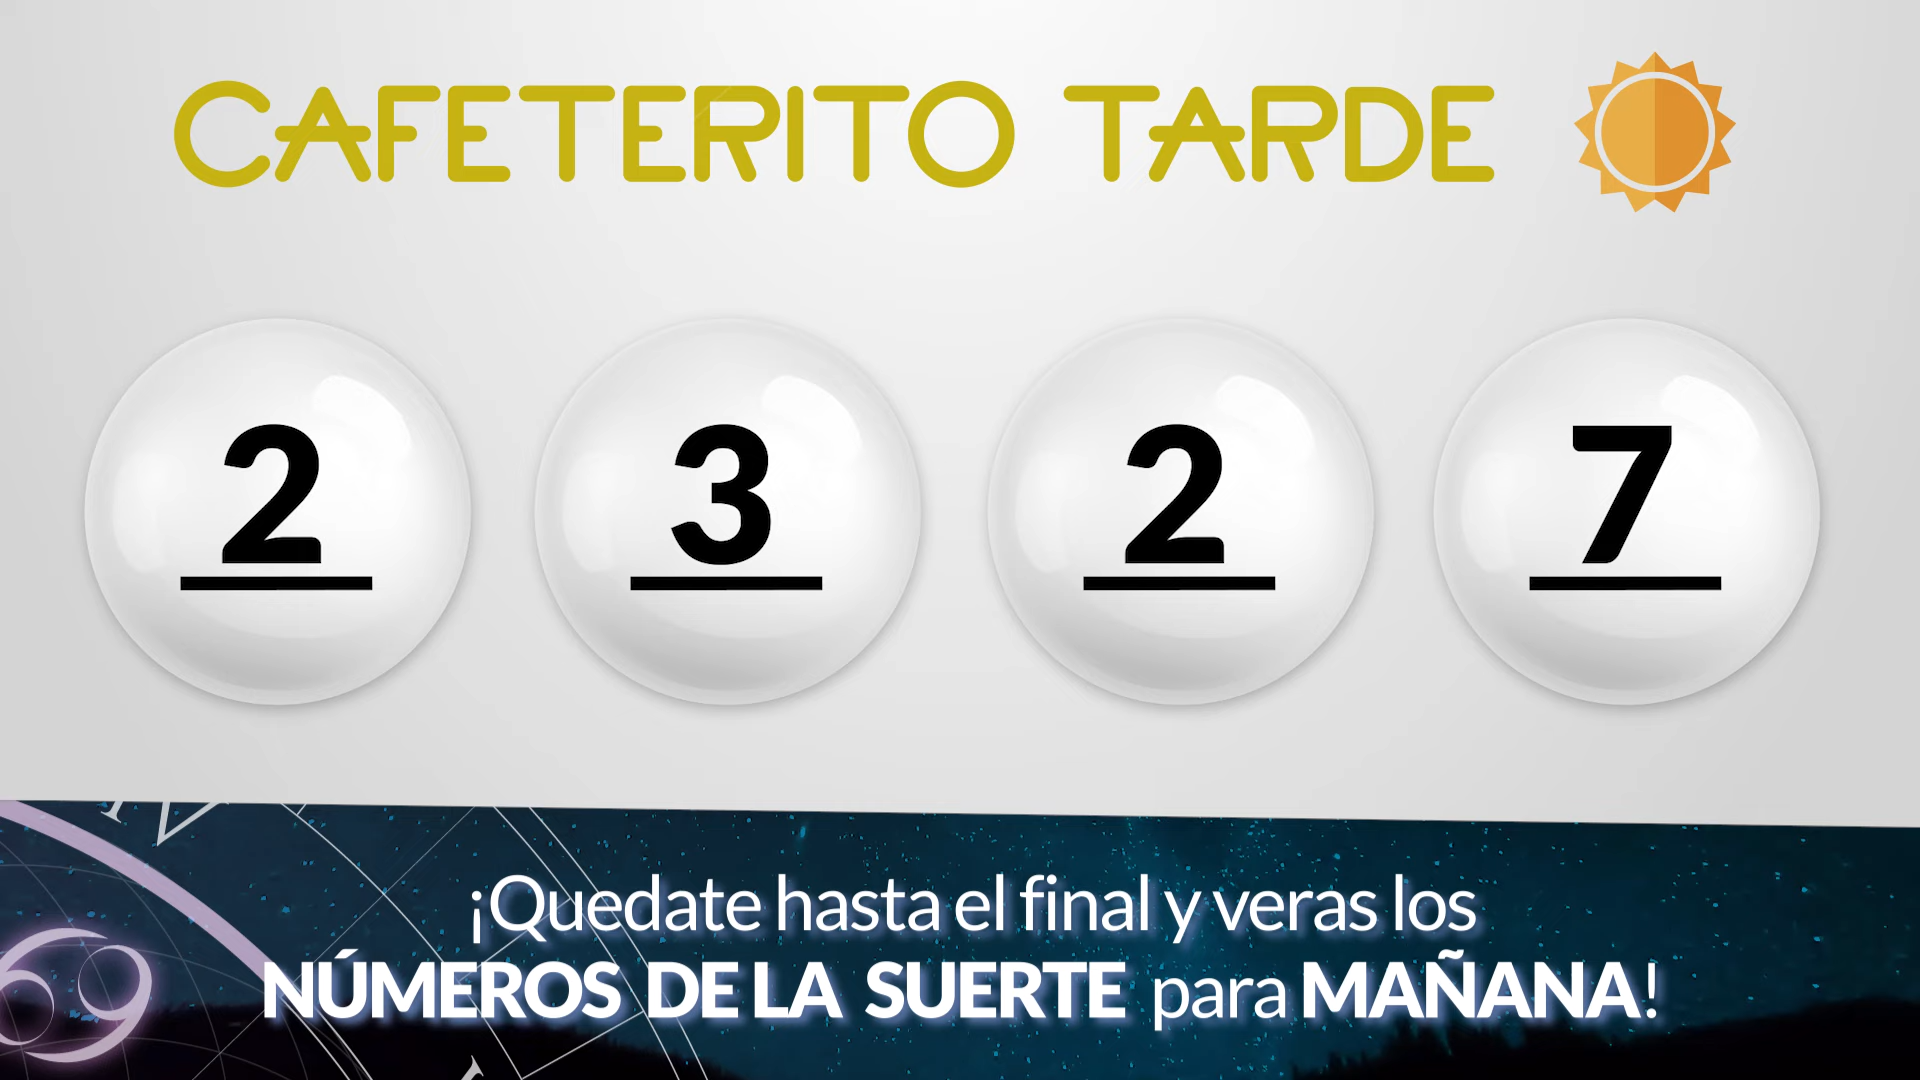 CAFETERITO TARDE
2 3 2 7
¡Quedate hasta el final y veras los
NÚMEROS DE LA SUERTE para MAÑANA!